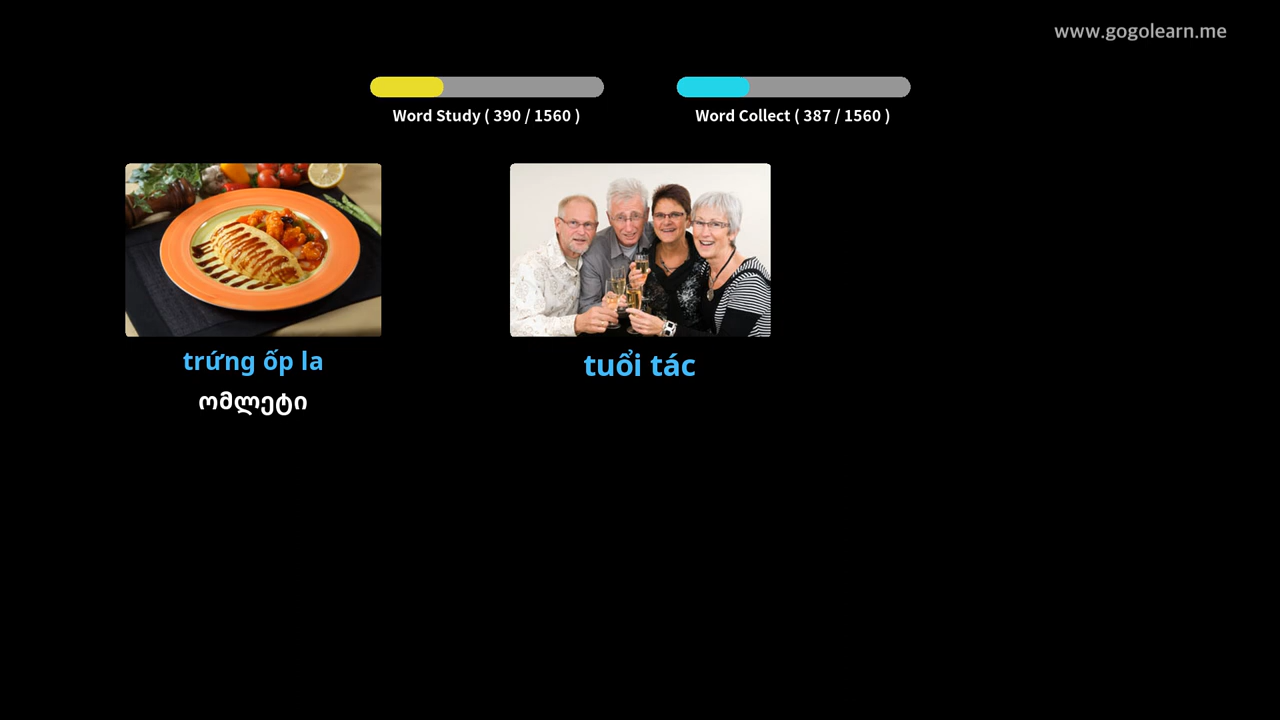 www.gogolearn.me
Word Study ( 390 / 1560 )
Word Collect ( 387 / 1560 )
trứng ốp la
ომლეტი
tuổi tác